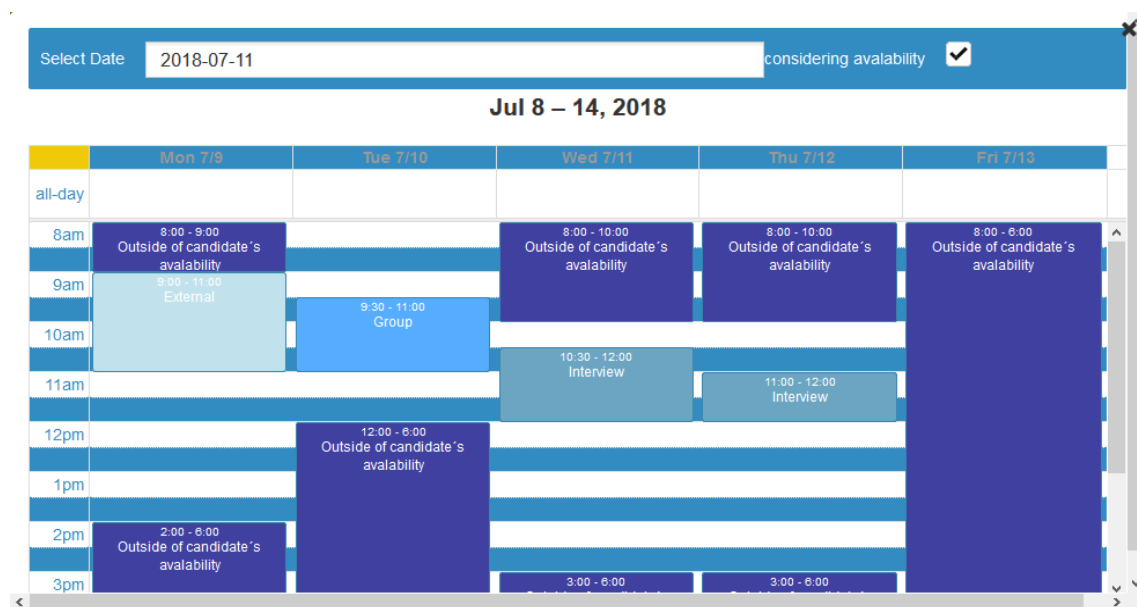 Select Date 2018-07-11 considering avalability
Jul 8 – 14, 2018
Mon 7/9 Tue 7/10 Wed 7/11 Thu 7/12 Fri 7/13
all-day
8am
9am
10am
11am
12pm
1pm
2pm
3pm
8:00 - 9:00
Outside of candidate´s
avalability
9:00 - 11:00
External
2:00 - 6:00
Outside of candidate´s
avalability
9:30 - 11:00
Group
12:00 - 6:00
Outside of candidate´s
avalability
8:00 - 10:00
Outside of candidate´s
avalability
10:30 - 12:00
Interview
3:00 - 6:00
8:00 - 10:00
Outside of candidate´s
avalability
11:00 - 12:00
Interview
3:00 - 6:00
8:00 - 6:00
Outside of candidate´s
avalability